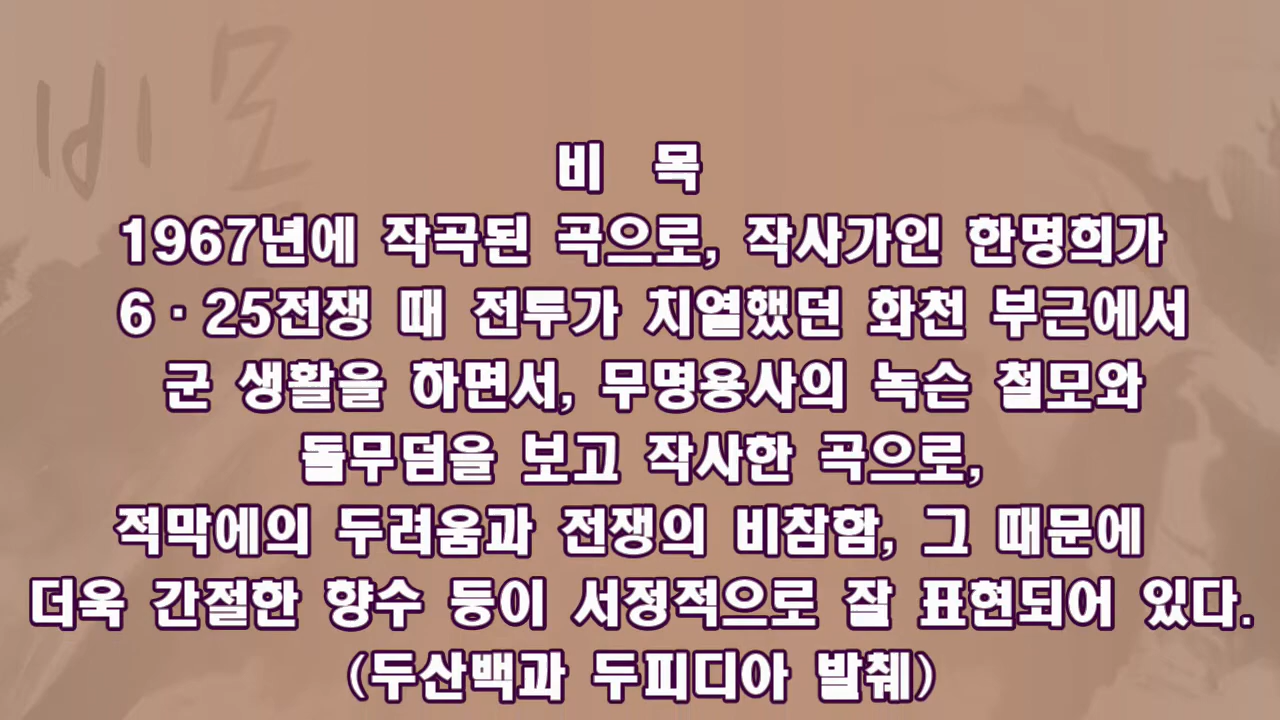 비목
비 목
1967년에 작곡된 곡으로, 작사가인 한명희가
6·25전쟁 때 전투가 치열했던 화천 부근에서
군 생활을 하면서, 무명용사의 녹슨 철모와
돌무덤을 보고 작사한 곡으로,
적막에의 두려움과 전쟁의 비참함, 그 때문에
더욱 간절한 향수 등이 서정적으로 잘 표현되어 있다.
(두산백과 두피디아 발췌)